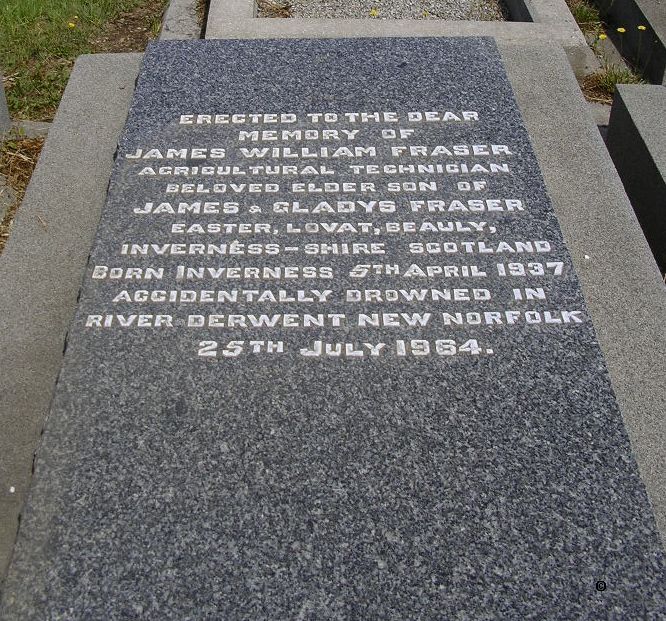 ERECTED TO THE DEAR
MEMORY OF
JAMES WILLIAM FRASER
AGRICULTURAL TECHNICIAN
BELOVED ELDER SON OF
JAMES & GLADYS FRASER
EASTER, LOVAT, BEAULY,
INVERNESS-SHIRE SCOTLAND
BORN INVERNESS 5TH APRIL 1937
ACCIDENTALLY DROWNED IN
RIVER DERWENT NEW NORFOLK
25TH JULY 1964.
©